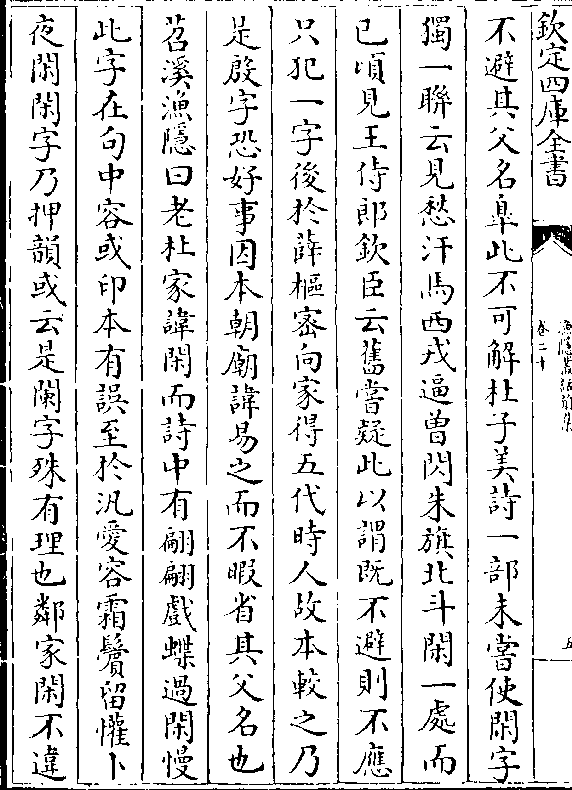 欽定四庫全書
漁隱叢話前集
卷二十
五
不避其父名臯此不可解杜子美詩一部未嘗使閑字
獨一聯云見愁汗馬西戎逼曽閃朱旗北斗閑一處而
已頃見王侍郎欽臣云舊嘗疑此以謂既不避則不應
只犯一字後於薛樞宻向家得五代時人故本較之乃
是殷字恐好事因本朝廟諱易之而不暇省其父名也
苕溪漁隱曰老杜家諱閑而詩中有翩翩戲蝶過閑慢
此字在句中容或印本有誤至於汎愛容霜鬢留懽卜
夜閑閑字乃押韻或云是闌字殊有理也鄰家閑不違